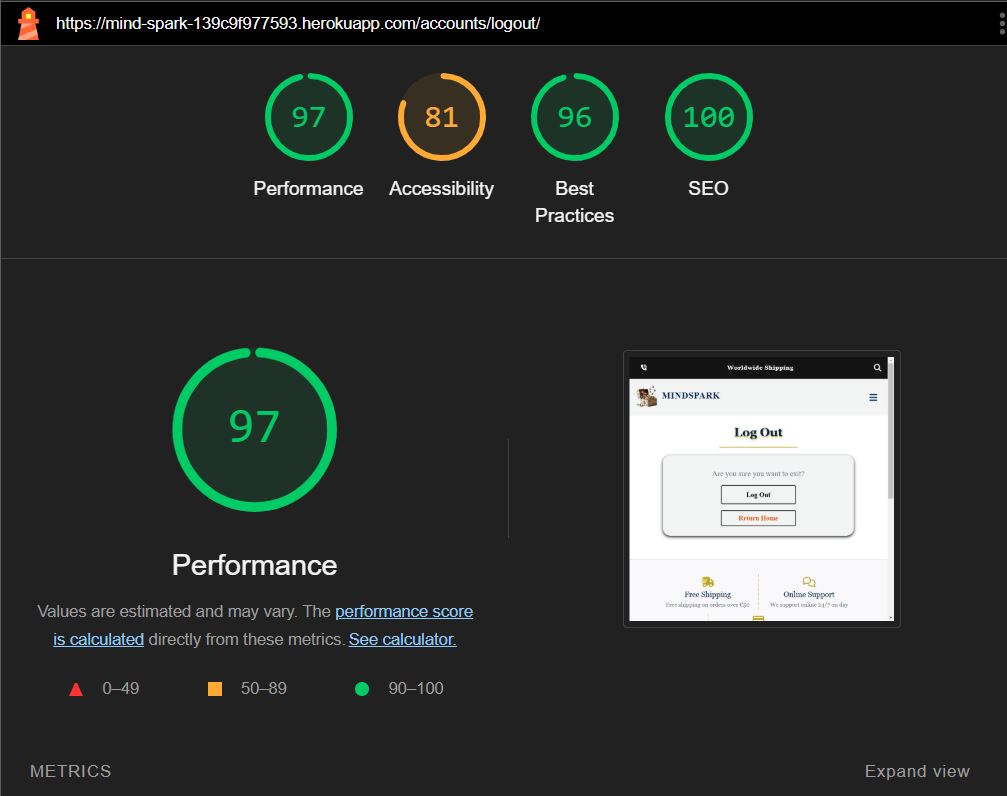 https://mind-spark-139c9f977593.herokuapp.com/accounts/logout/
97
81
96
100
Performance
Accessibility
Best
Practices
SEO
97
Performance
Values are estimated and may vary. The performance score
is calculated directly from these metrics. See calculator.
0–49
50–89
90–100
Worldwide Shipping
MINDSPARK
Log Out
Are you sure you want to exit?
Log Out
Return Home
Free Shipping
Online Support
Free shipping on orders over €50
We support online 24/7 on day
METRICS
Expand view